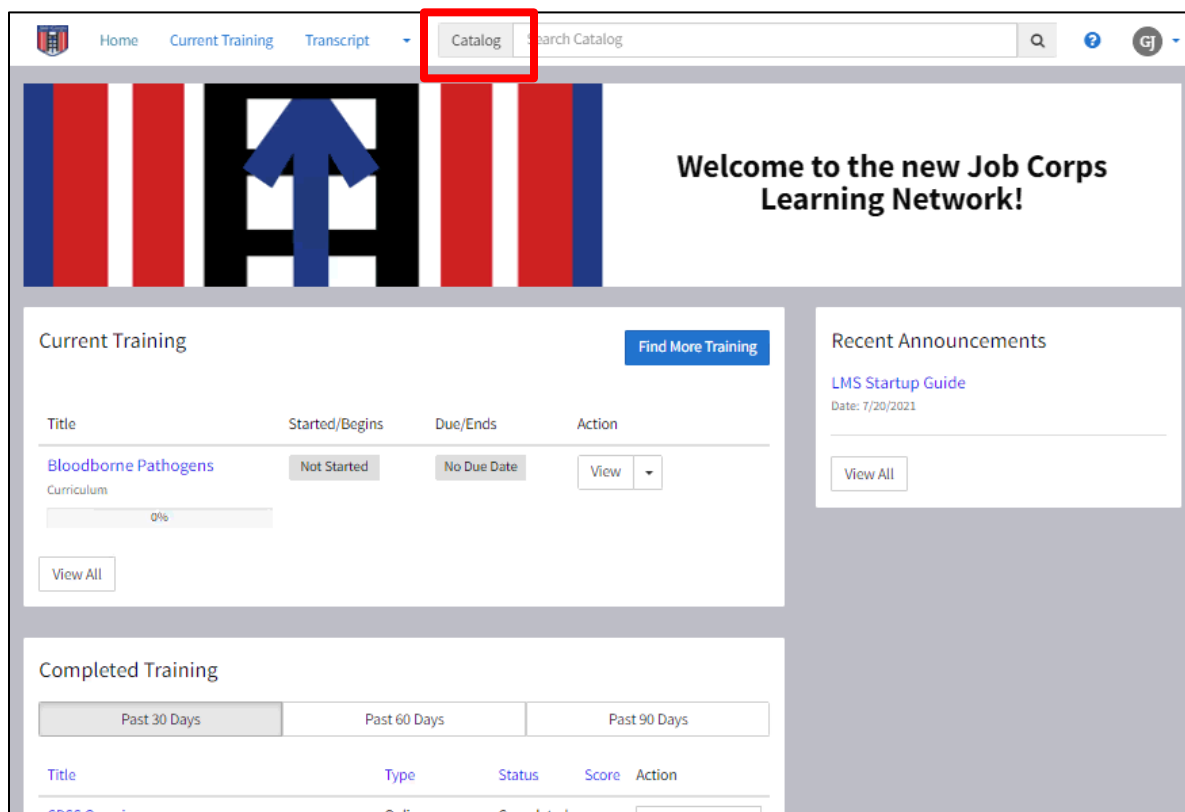 Home Current Training Transcript Catalog Search Catalog GJ
Welcome to the new Job Corps
Learning Network!
Current Training
Find More Training
Title Started/Begins Due/Ends Action
Bloodborne Pathogens Not Started No Due Date View
Curriculum
0%
View All
Recent Announcements
LMS Startup Guide
Date: 7/20/2021
View All
Completed Training
Past 30 Days Past 60 Days Past 90 Days
Title Type Status Score Action